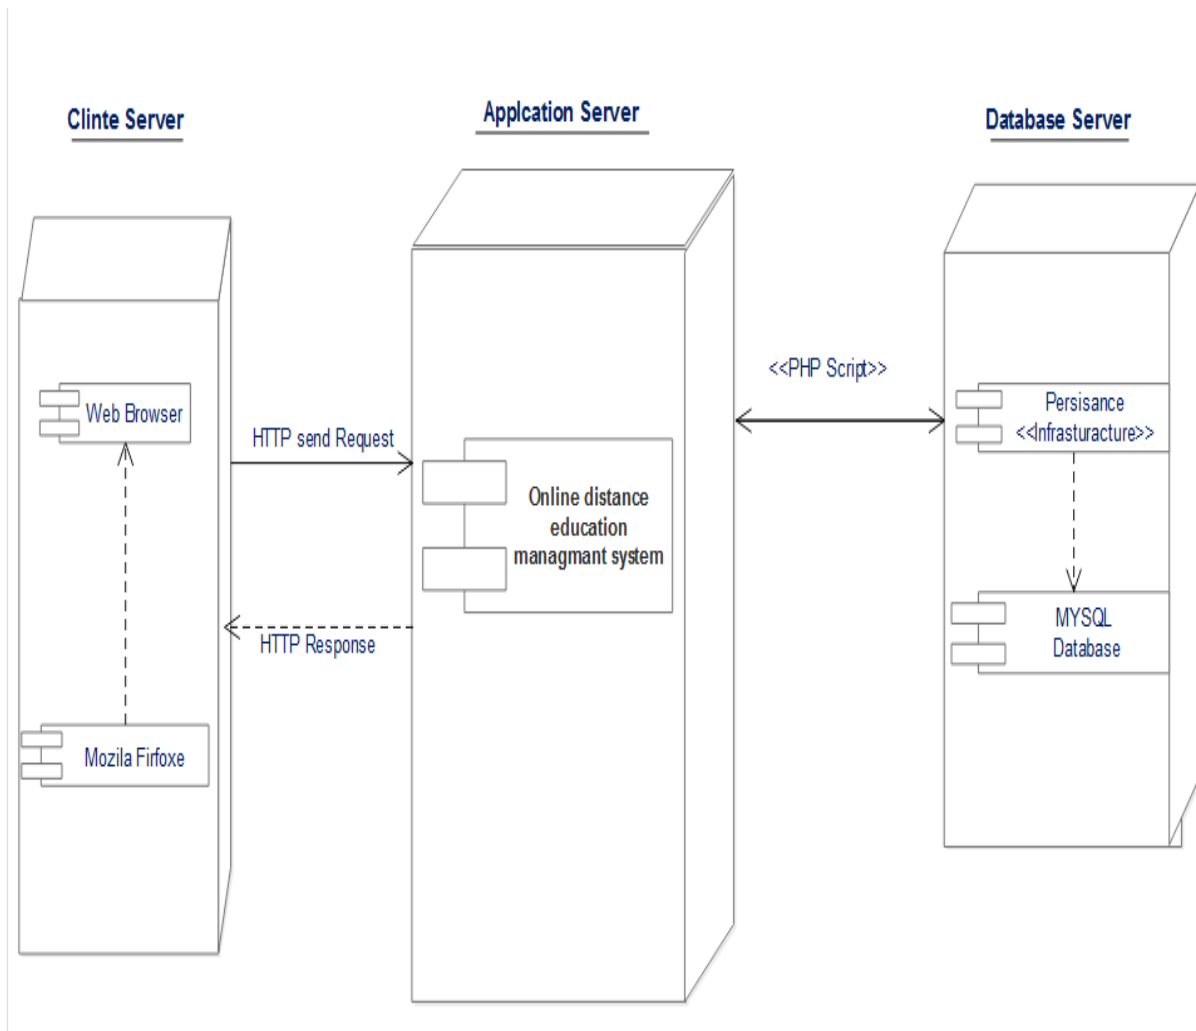 Clinte Server
Applcation Server
Database Server
Web Browser
HTTP send Request
HTTP Response
Mozila Firfoxe
Online distance
education
managmant system
<<PHP Script>>
Persisance
<<Infrasturacture>>
MYSQL
Database